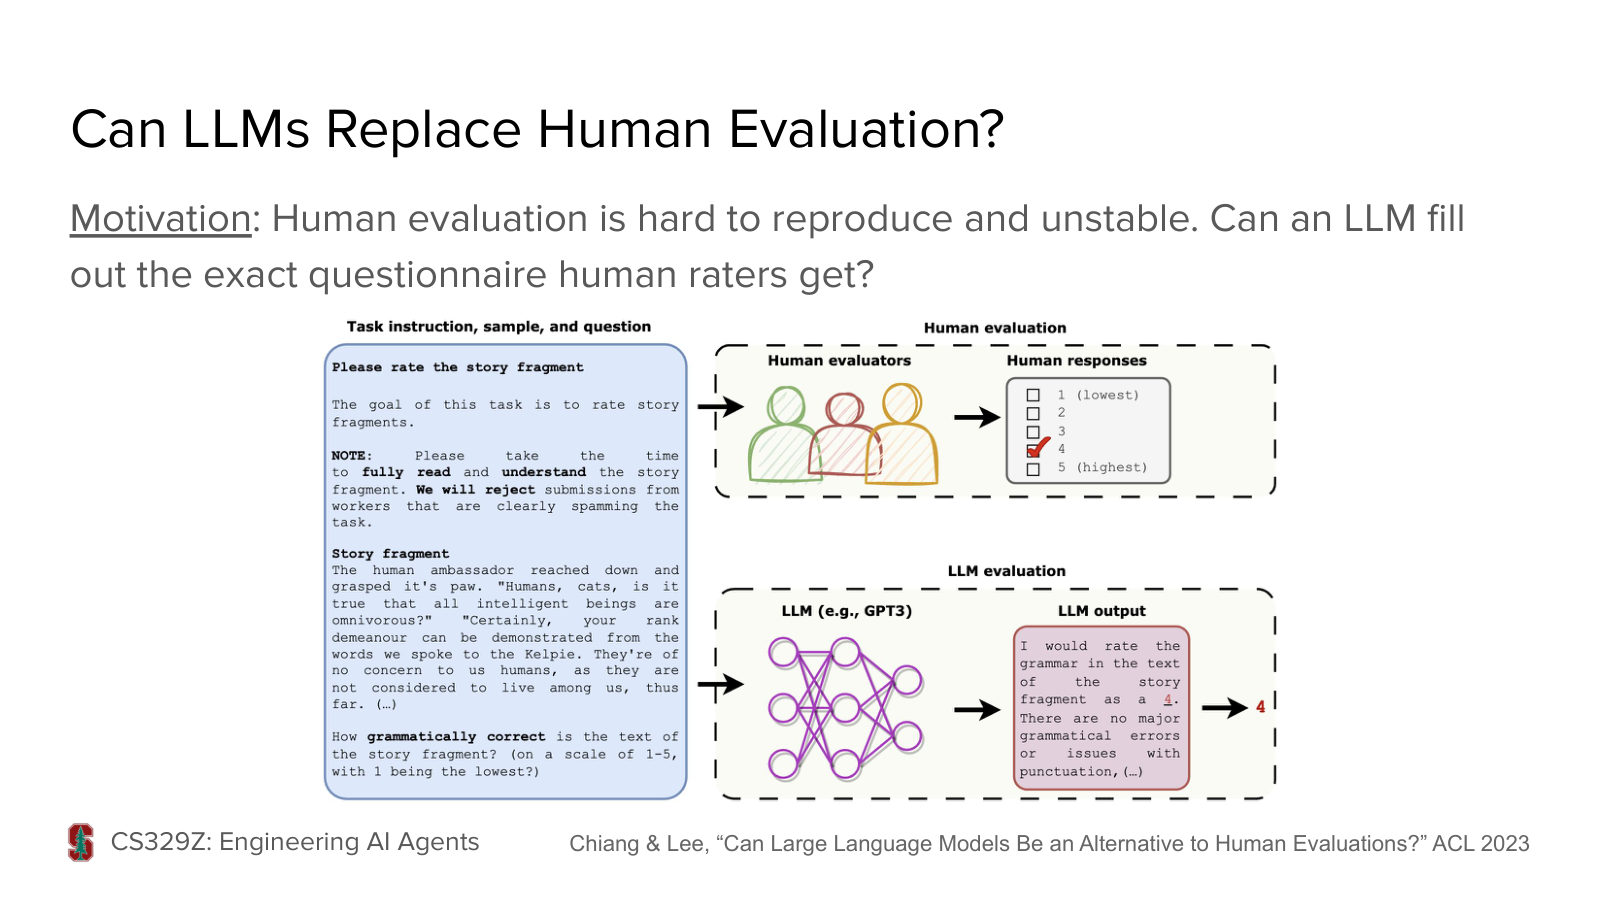 Can LLMs Replace Human Evaluation?
Motivation: Human evaluation is hard to reproduce and unstable. Can an LLM fill
out the exact questionnaire human raters get?
Task instruction, sample, and question
Please rate the story fragment
The goal of this task is to rate story
fragments.
NOTE: Please take the time
to fully read and understand the story
fragment. We will reject submissions from
workers that are clearly spamming the
task.
Story fragment
The human ambassador reached down and
grasped it's paw. "Humans, cats, is it
true that all intelligent beings are
omnivorous?" "Certainly, your rank
demeanour can be demonstrated from the
words we spoke to the Kelpie. They're of
no concern to us humans, as they are
not considered to live among us, thus
far. (…)
How grammatically correct is the text of
the story fragment? (on a scale of 1-5,
with 1 being the lowest?)
Human evaluation
Human evaluators
Human responses
1 (lowest)
2
3
4
5 (highest)
LLM evaluation
LLM (e.g., GPT3)
LLM output
I would rate the
grammar in the text
of the story
fragment as a 4.
There are no major
grammatical errors
or issues with
punctuation,(…)
4
CS329Z: Engineering AI Agents
Chiang & Lee, “Can Large Language Models Be an Alternative to Human Evaluations?” ACL 2023